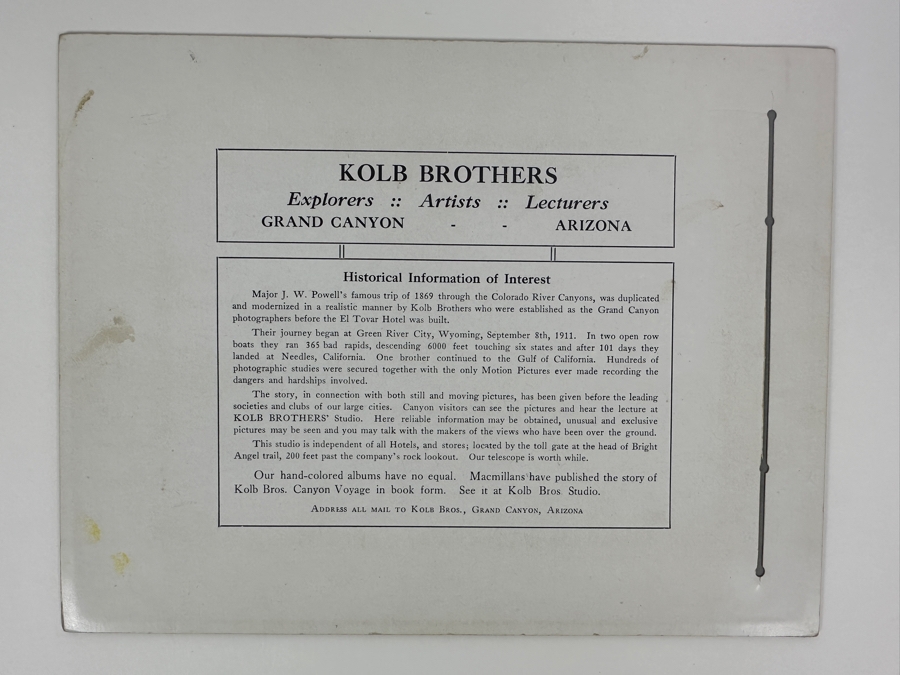 KOLB BROTHERS
Explorers :: Artists :: Lecturers
GRAND CANYON - - ARIZONA
Historical Information of Interest
Major J. W. Powell's famous trip of 1869 through the Colorado River Canyons, was duplicated
and modernized in a realistic manner by Kolb Brothers who were established as the Grand Canyon
photographers before the El Tovar Hotel was built.
Their journey began at Green River City, Wyoming, September 8th, 1911. In two open row
boats they ran 365 bad rapids, descending 6000 feet touching six states and after 101 days they
landed at Needles, California. One brother continued to the Gulf of California. Hundreds of
photographic studies were secured together with the only Motion Pictures ever made recording the
dangers and hardships involved.
The story, in connection with both still and moving pictures, has been given before the leading
societies and clubs of our large cities. Canyon visitors can see the pictures and hear the lecture at
KOLB BROTHERS' Studio. Here reliable information may be obtained, unusual and exclusive
pictures may be seen and you may talk with the makers of the views who have been over the ground.
This studio is independent of all Hotels, and stores; located by the toll gate at the head of Bright
Angel trail, 200 feet past the company's rock lookout. Our telescope is worth while.
Our hand-colored albums have no equal. Macmillans have published the story of
Kolb Bros. Canyon Voyage in book form. See it at Kolb Bros. Studio.
Address all mail to Kolb Bros., Grand Canyon, Arizona